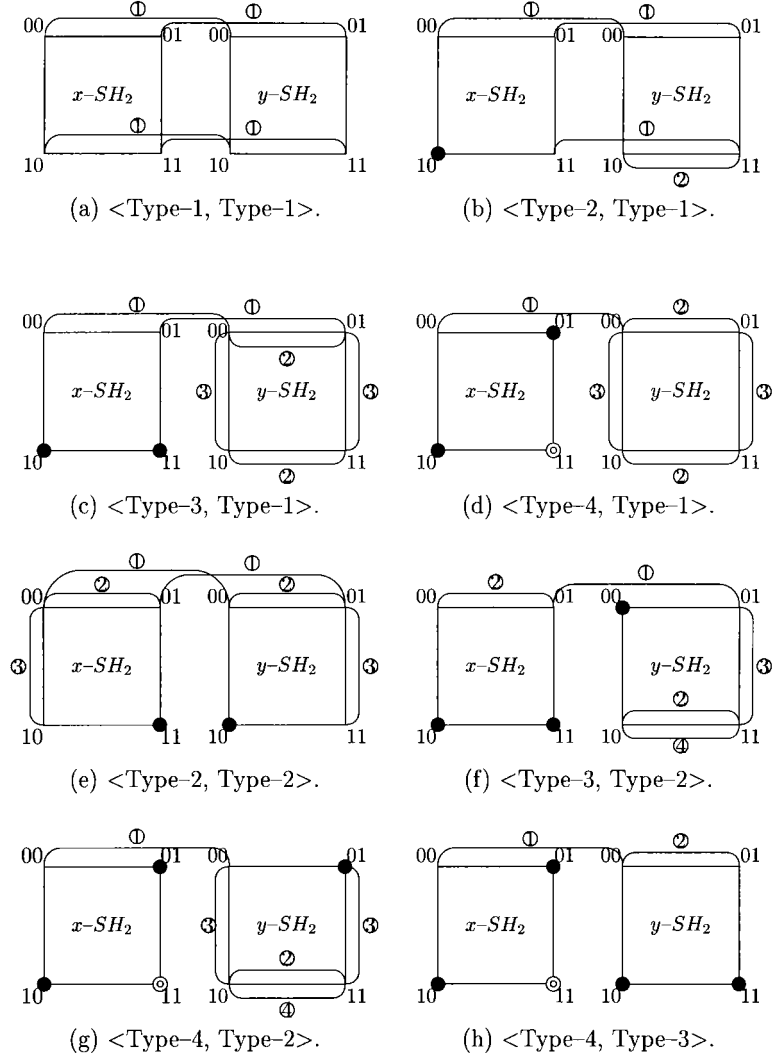 ① ①
00 01 00 01
x–SH₂ y–SH₂
① ①
10 11 10 11
(a) <Type–1, Type–1>.
① ①
00 01 00 01
x–SH₂ y–SH₂
①
10 11 10 11
②
(b) <Type–2, Type–1>.
① ①
00 01 00 01
②
③ x–SH₂ y–SH₂ ③
10 11 10 11
②
(c) <Type–3, Type–1>.
① ②
00 01 00 01
x–SH₂ ③ y–SH₂ ③
10 11 10 11
②
(d) <Type–4, Type–1>.
① ①
② ②
00 01 00 01
③ x–SH₂ y–SH₂ ③
10 11 10 11
(e) <Type–2, Type–2>.
② ①
00 01 00 01
x–SH₂ y–SH₂ ③
②
10 11 10 11
④
(f) <Type–3, Type–2>.
①
00 01 00 01
x–SH₂ ③ y–SH₂ ③
②
10 11 10 11
④
(g) <Type–4, Type–2>.
① ②
00 01 00 01
x–SH₂ y–SH₂
10 11 10 11
(h) <Type–4, Type–3>.